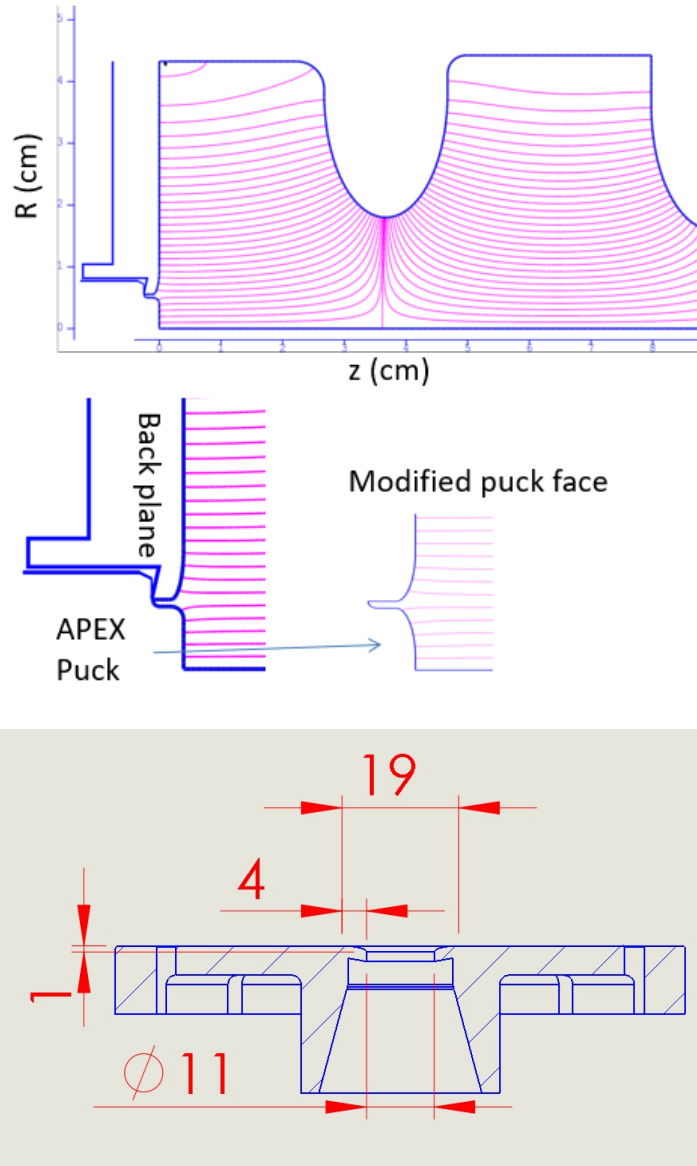 5
4
3
2
1
0
R (cm)
0 1 2 3 4 5 6 7 8
z (cm)
Back plane
Modified puck face
APEX
Puck
19
4
1
∅ 11